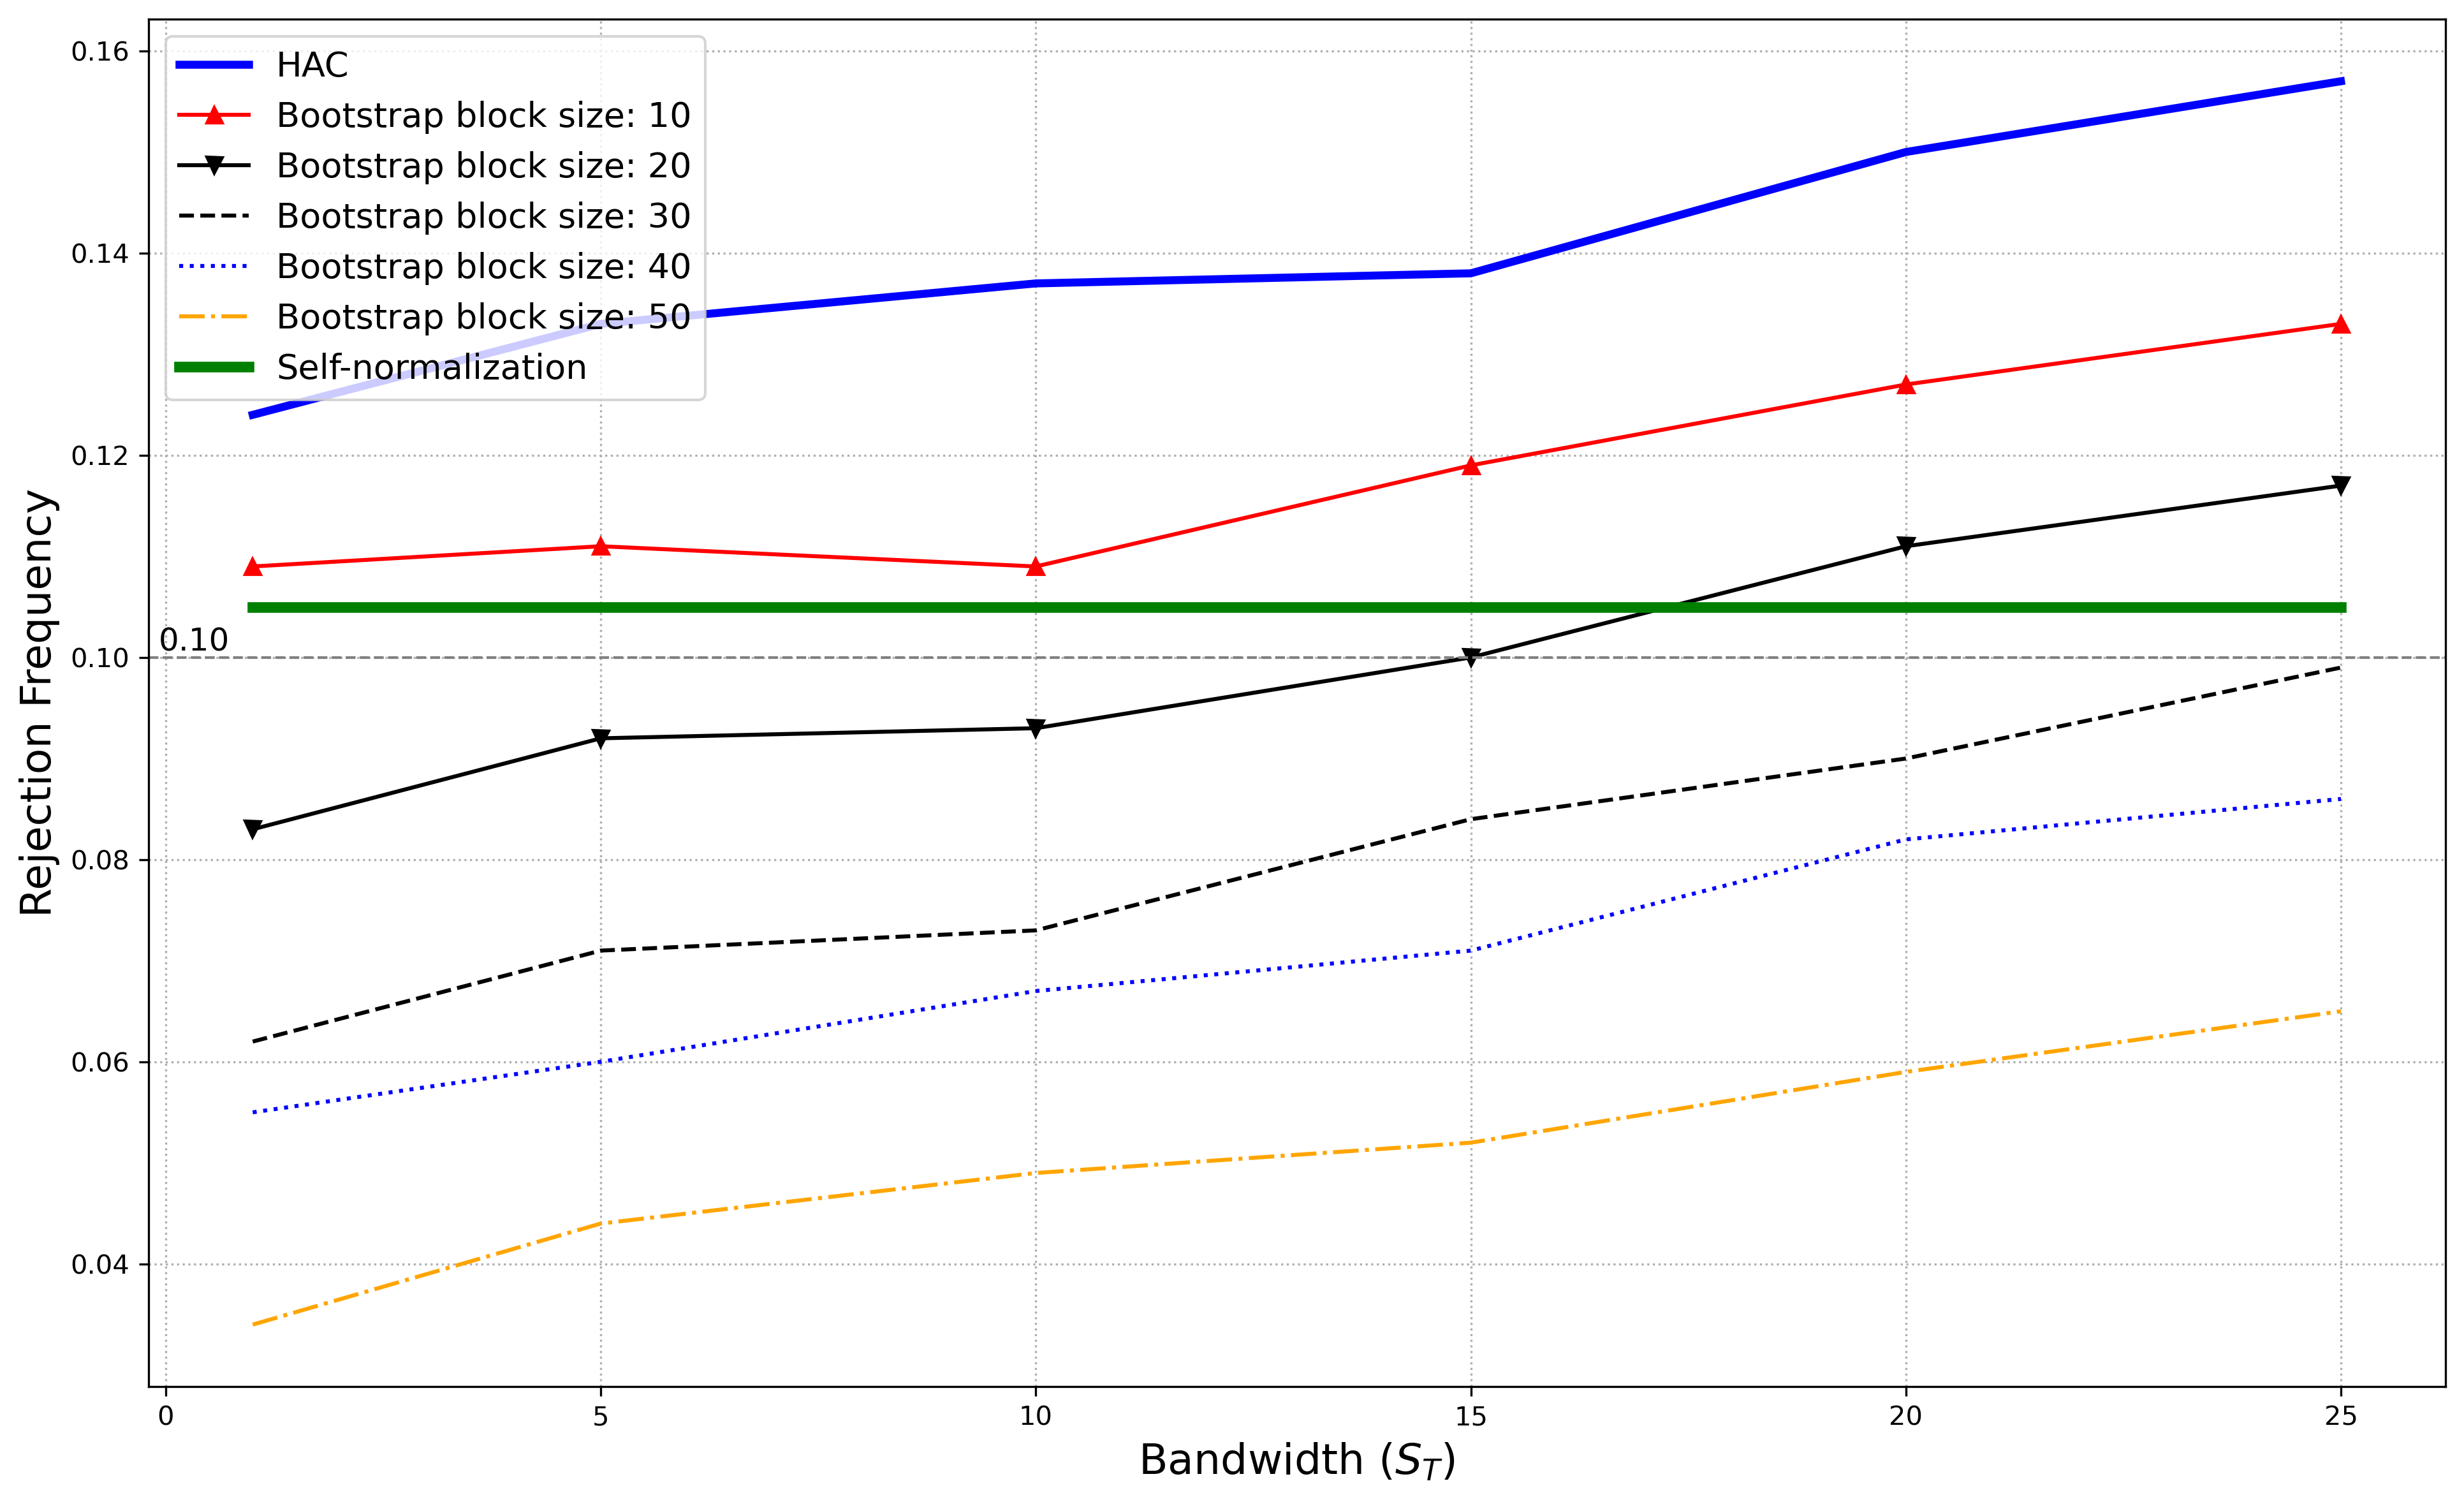 HAC
Bootstrap block size: 10
Bootstrap block size: 20
Bootstrap block size: 30
Bootstrap block size: 40
Bootstrap block size: 50
Self-normalization
Rejection Frequency
0.16
0.14
0.12
0.10
0.10
0.08
0.06
0.04
0 5 10 15 20 25
Bandwidth (S_T)